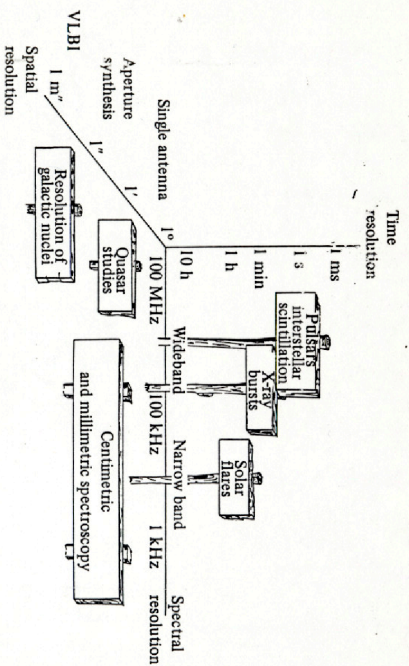 Time
resolution
1 ms
1 s
1 min
1 h
10 h
Pulsars
interstellar
scintillation
X-ray
bursts
Solar
flares
1°
1'
1"
1 m"
Single antenna
Aperture
synthesis
VLBI
Spatial
resolution
100 MHz
Wideband
100 kHz
Narrow band
1 kHz
Spectral
resolution
Quasar
studies
Resolution of
galactic nuclei
Centimetric
and millimetric spectroscopy